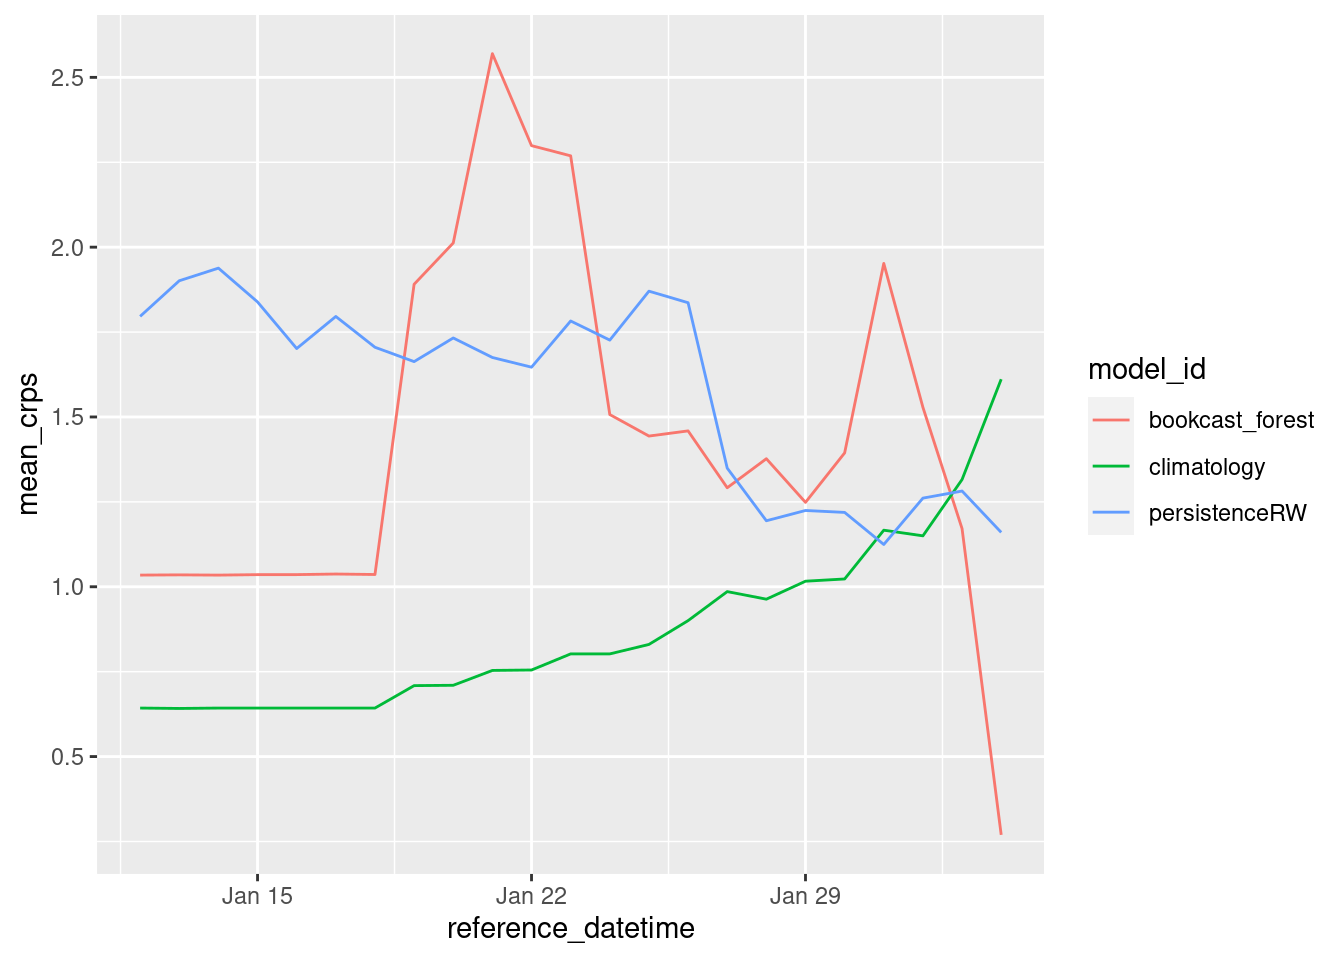 2.5
2.0
1.5
1.0
0.5
mean_crps
Jan 15
Jan 22
Jan 29
reference_datetime
model_id
bookcast_forest
climatology
persistenceRW